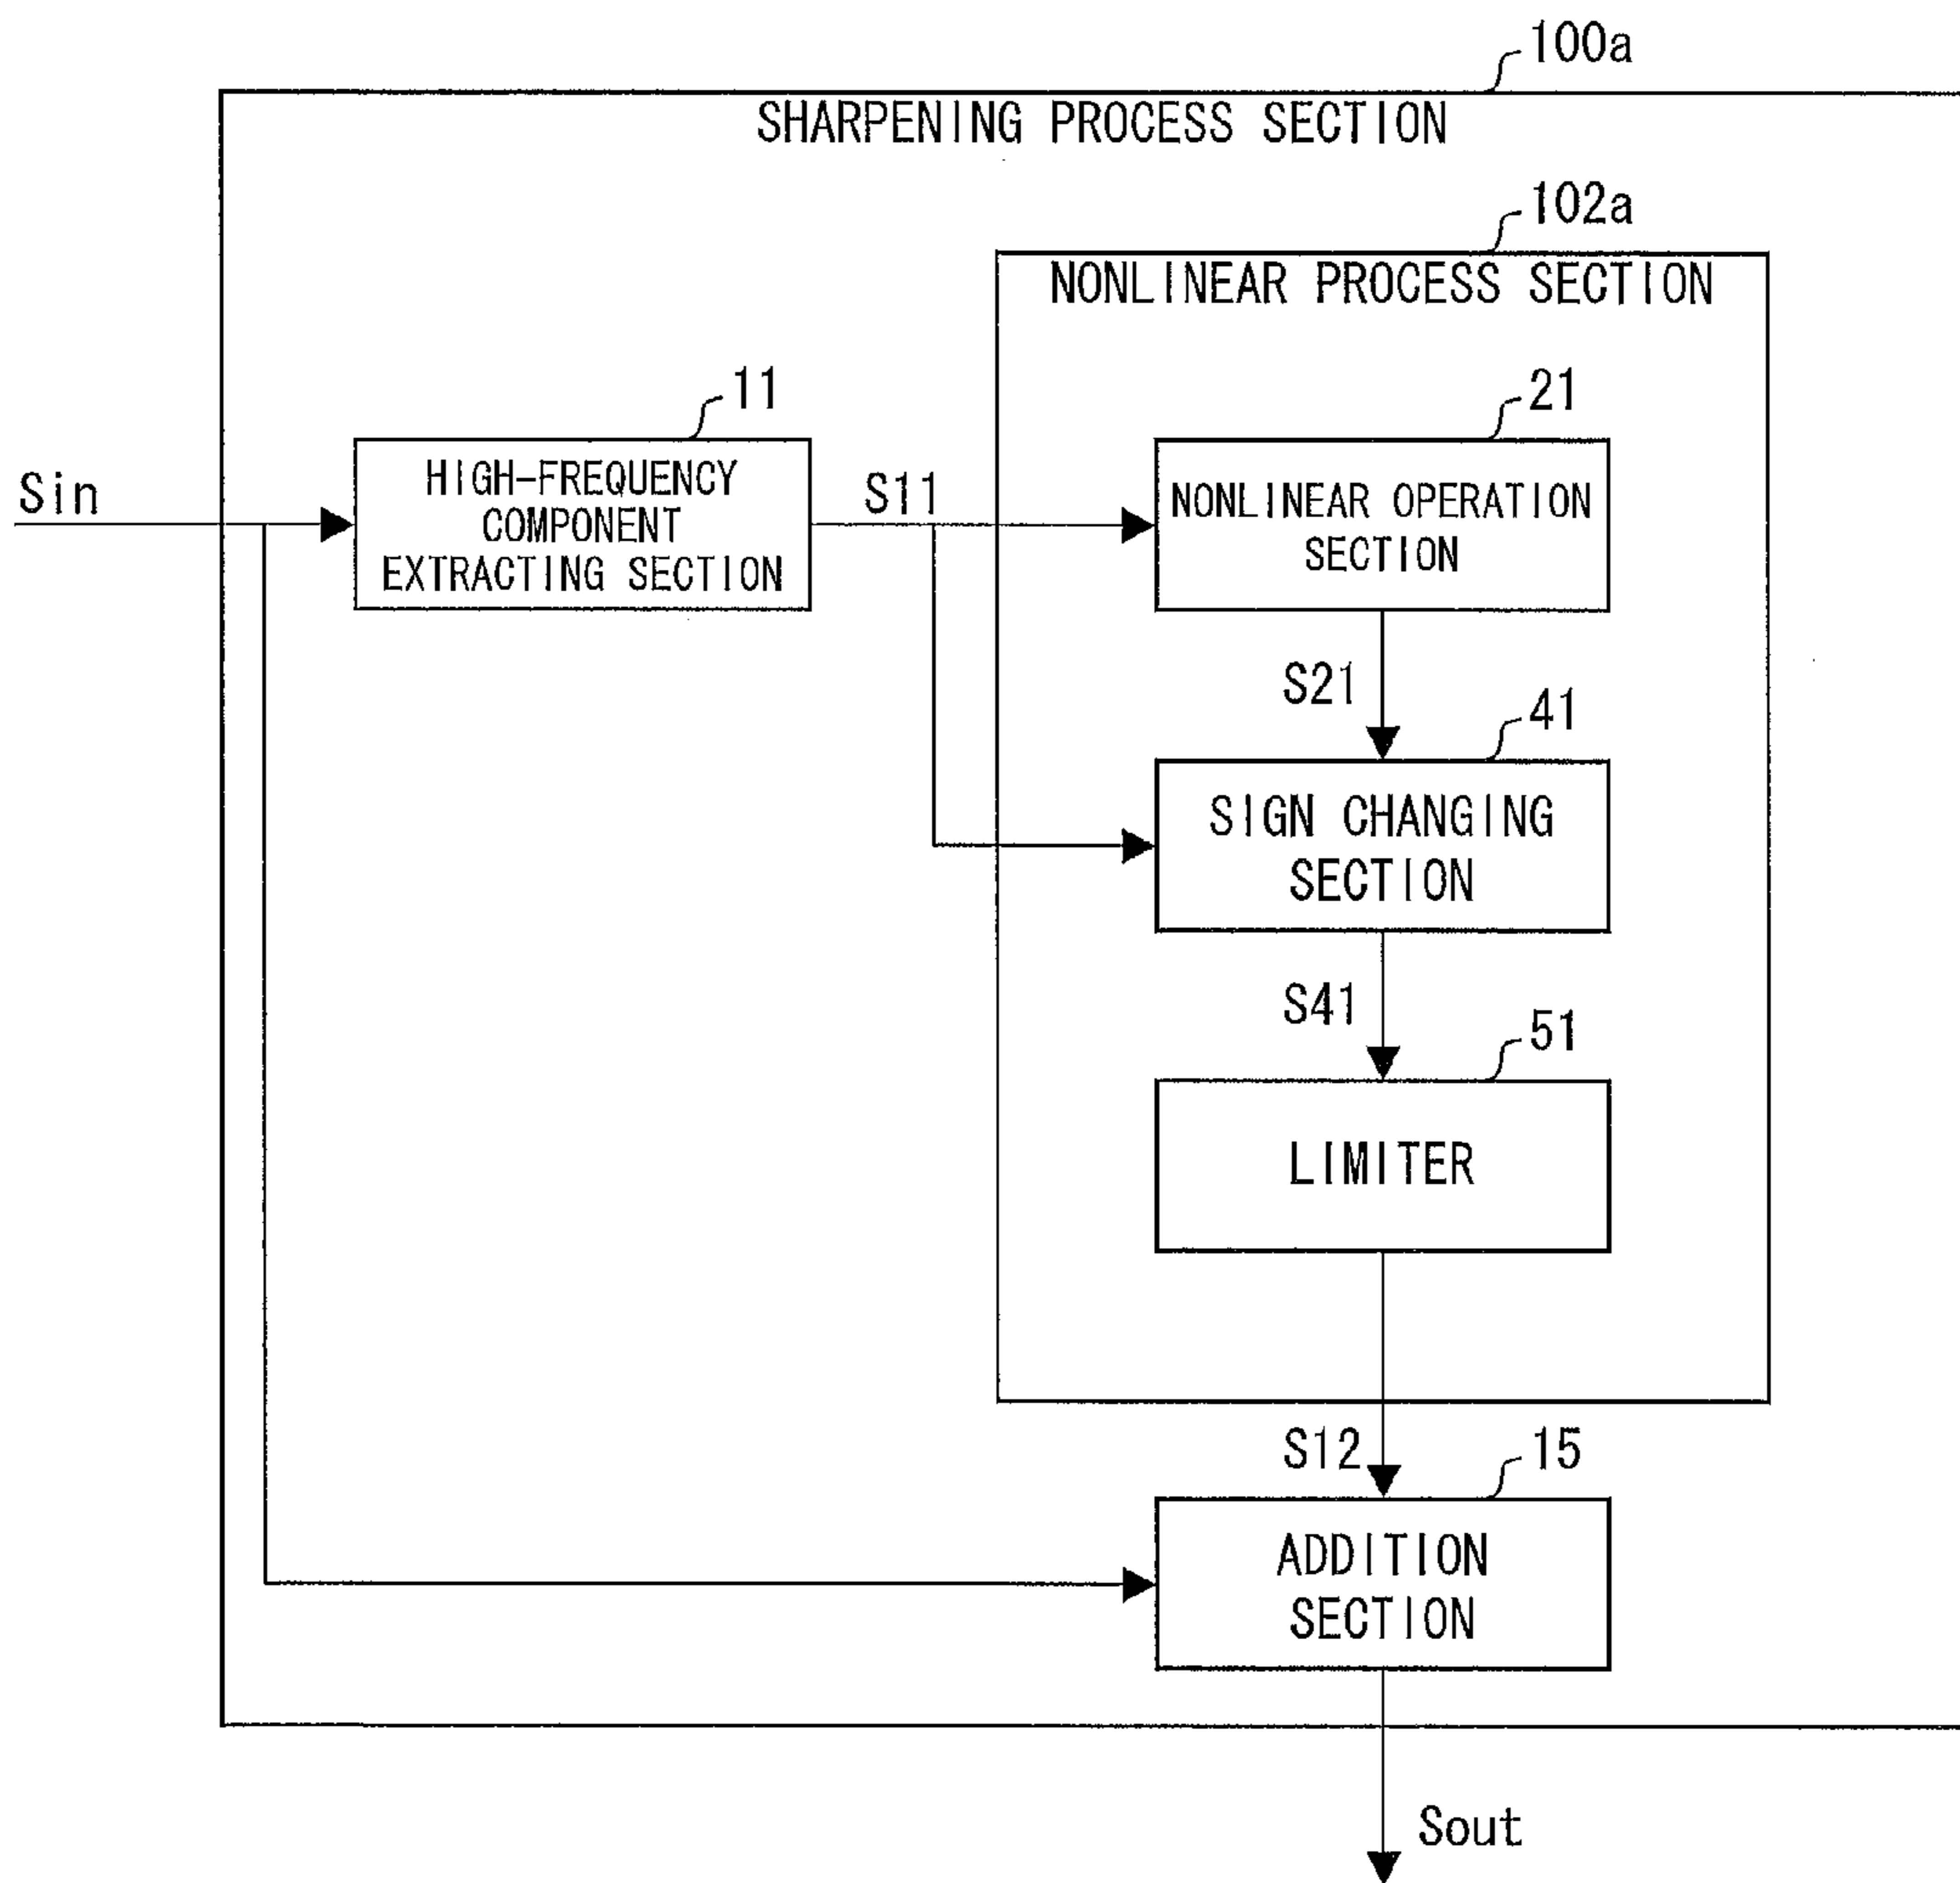 100a
SHARPENING PROCESS SECTION
102a
NONLINEAR PROCESS SECTION
11
21
Sin
HIGH-FREQUENCY
COMPONENT
EXTRACTING SECTION
S11
NONLINEAR OPERATION
SECTION
S21
41
SIGN CHANGING
SECTION
S41
51
LIMITER
S12
15
ADDITION
SECTION
Sout